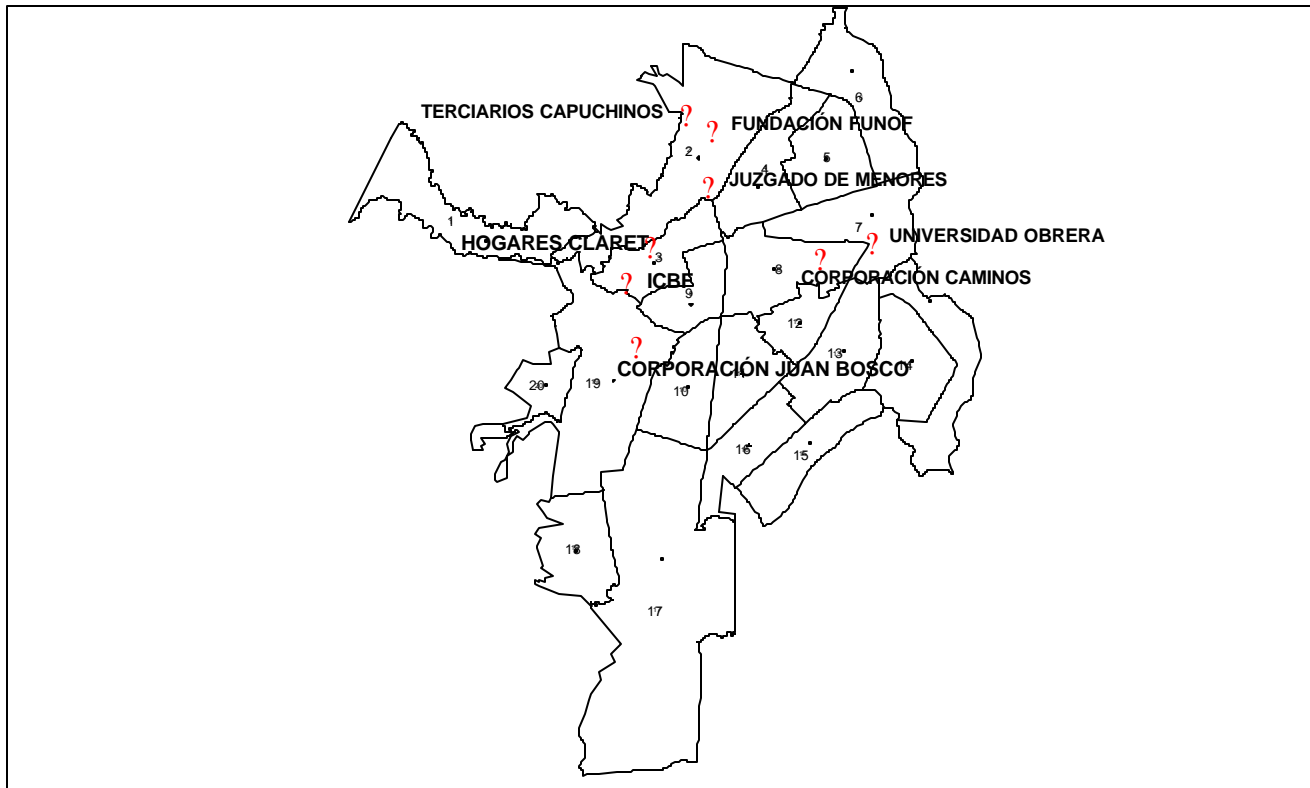 6
TERCIARIOS CAPUCHINOS ?
? FUNDACIÓN FUNOF
2
5
4
? JUZGADO DE MENORES
1
7
HOGARES CLARET ?
? UNIVERSIDAD OBRERA
3
? 
8
CORPORACIÓN CAMINOS
? ICBF
9
12
13
?
CORPORACIÓN JUAN BOSCO
14
20
19
10
16
15
18
17